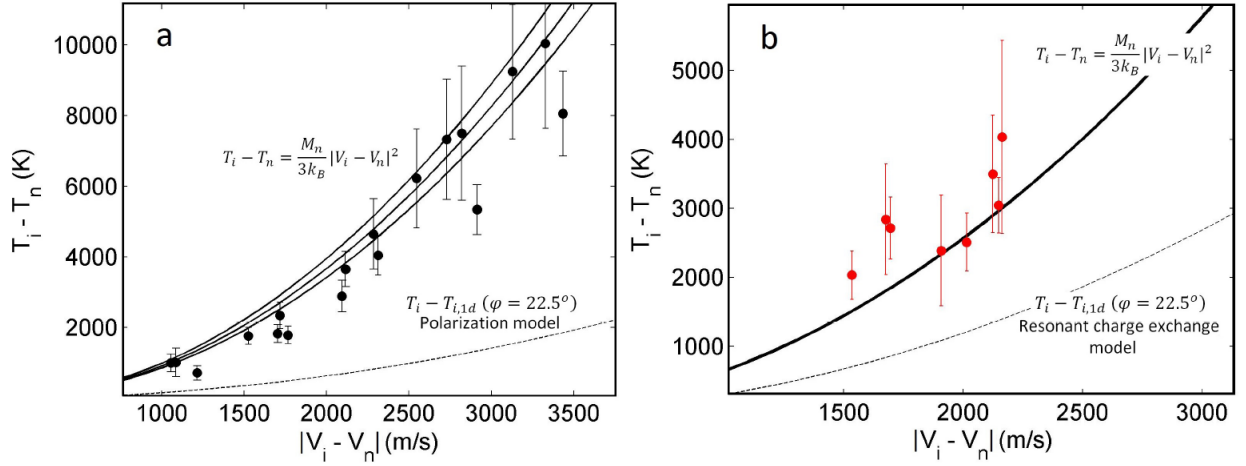 a
10000
8000
6000
4000
2000
T_i - T_n (K)
T_i − T_n = M_n/3k_B |V_i − V_n|^2
T_i − T_{i,1d} (φ = 22.5°)
Polarization model
1000 1500 2000 2500 3000 3500
|V_i - V_n| (m/s)
b
5000
4000
3000
2000
1000
T_i - T_n (K)
T_i − T_n = M_n/3k_B |V_i − V_n|^2
T_i − T_{i,1d} (φ = 22.5°)
Resonant charge exchange
model
1500 2000 2500 3000
|V_i - V_n| (m/s)